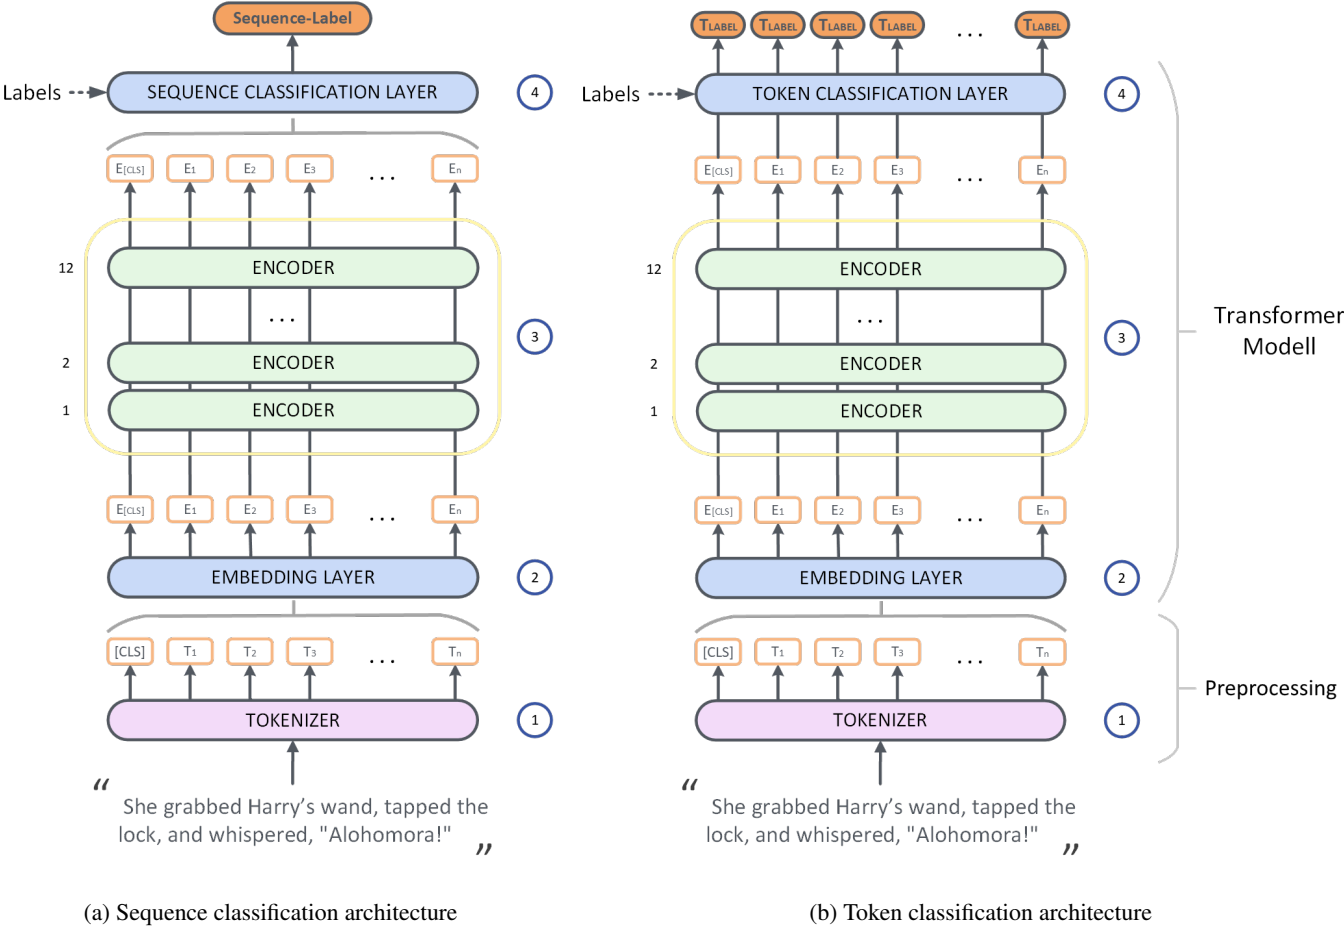 Sequence-Label
Labels
SEQUENCE CLASSIFICATION LAYER
4
E[CLS] E1 E2 E3 ... En
12 ENCODER
...
3
2 ENCODER
1 ENCODER
E[CLS] E1 E2 E3 ... En
EMBEDDING LAYER
2
[CLS] T1 T2 T3 ... Tn
TOKENIZER
1
“ She grabbed Harry’s wand, tapped the
lock, and whispered, "Alohomora!" ”
(a) Sequence classification architecture
TLABEL TLABEL TLABEL TLABEL ... TLABEL
Labels
TOKEN CLASSIFICATION LAYER
4
E[CLS] E1 E2 E3 ... En
12 ENCODER
...
3
2 ENCODER
1 ENCODER
E[CLS] E1 E2 E3 ... En
EMBEDDING LAYER
2
[CLS] T1 T2 T3 ... Tn
TOKENIZER
1
“ She grabbed Harry’s wand, tapped the
lock, and whispered, "Alohomora!" ”
(b) Token classification architecture
Transformer
Modell
Preprocessing